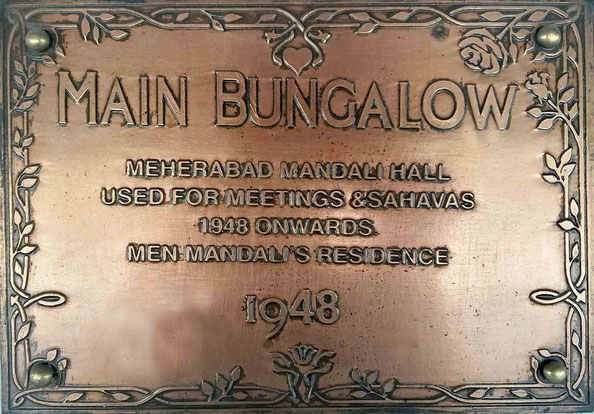 MAIN BUNGALOW
MEHERABAD MANDALI HALL
USED FOR MEETINGS & SAHAVAS
1948 ONWARDS.
MEN MANDALI'S RESIDENCE
1948